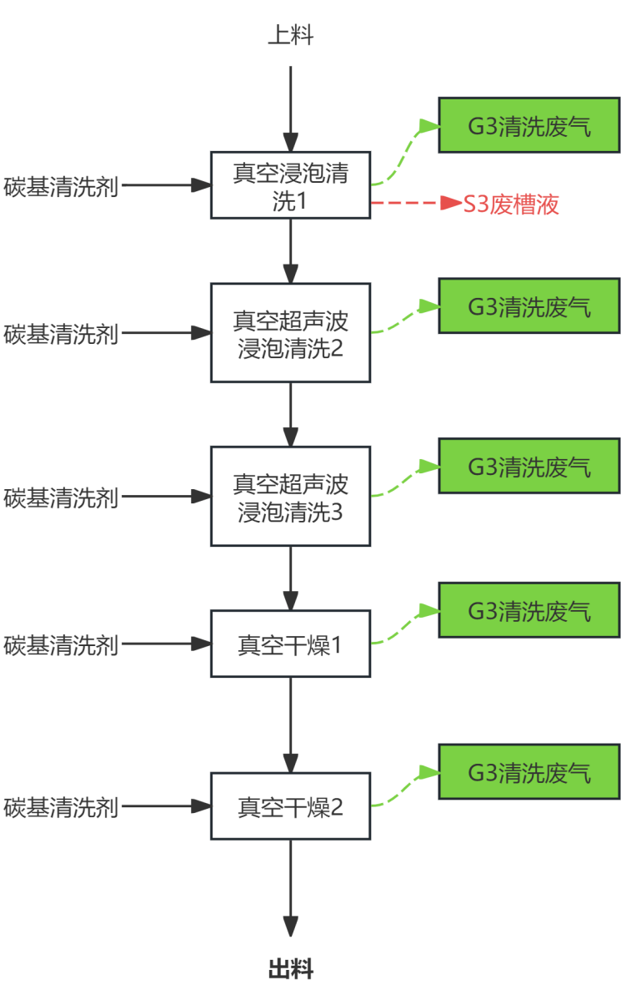 上料
G3清洗废气
碳基清洗剂
真空浸泡清
洗1
S3废槽液
碳基清洗剂
真空超声波
浸泡清洗2
G3清洗废气
碳基清洗剂
真空超声波
浸泡清洗3
G3清洗废气
碳基清洗剂
真空干燥1
G3清洗废气
碳基清洗剂
真空干燥2
G3清洗废气
出料